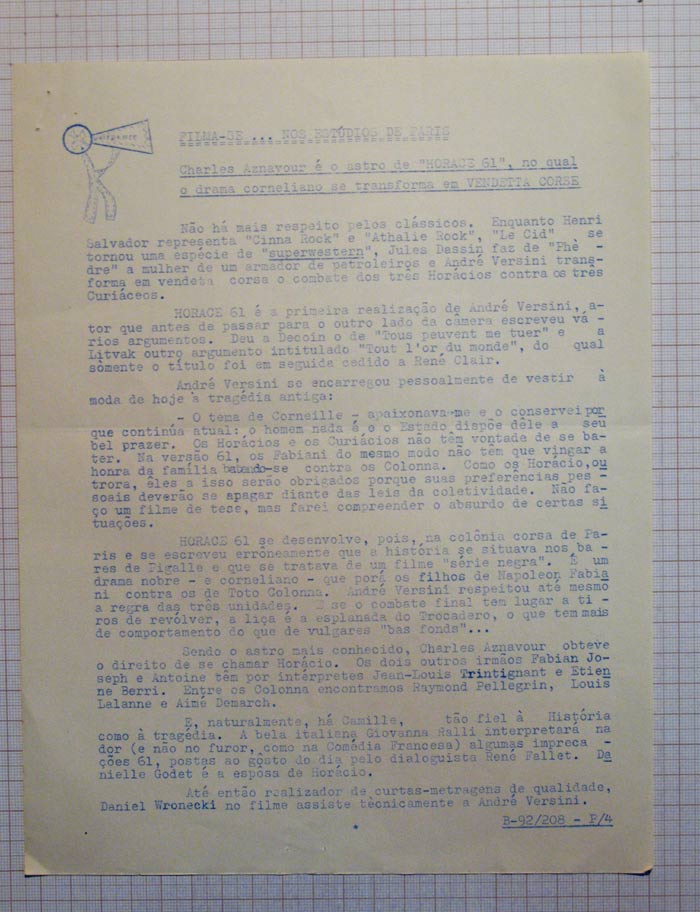 FILMA-SE ... NOS ESTÚDIOS DE PARIS
Charles Aznavour é o astro de "HORACE 61", no qual
o drama corneliano se transforma em VENDETTA CORSE
Não há mais respeito pelos clássicos. Enquanto Henri
Salvador representa "Cinna Rock" e "Athalie Rock", "Le Cid" se
tornou uma espécie de "superwestern", Jules Dassin faz de "Phè -
dre" a mulher de um armador de petroleiros e André Versini trans-
forma em vendeta corsa o combate dos três Horácios contra os três
Curiáceos.
HORACE 61 é a primeira realização de André Versini, a-
tor que antes de passar para o outro lado da câmera escreveu vá -
rios argumentos. Deu a Decoin o de "Tous peuvent me tuer" e a
Litvak outro argumento intitulado "Tout l'or du monde", do qual
sòmente o título foi em seguida cedido a René Clair.
André Versini se encarregou pessoalmente de vestir à
moda de hoje a tragédia antiga:
- O tema de Corneille - apaixonava-me e o conservei por
que continúa atual: o homem nada é e o Estado dispõe dêle a seu
bel prazer. Os Horácios e os Curiácios não têm vontade de se ba-
ter. Na versão 61, os Fabiani do mesmo modo não têm que vingar a
honra da família batendo-se contra os Colonna. Como os Horácio, ou
trora, êles a isso serão obrigados porque suas preferências pes -
soais deverão se apagar diante das leis da coletividade. Não fa-
ço um filme de tese, mas farei compreender o absurdo de certas si
tuações.
HORACE 61 se desenvolve, pois, na colônia corsa de Pa-
ris e se escreveu errôneamente que a história se situava nos ba -
res de Pigalle e que se tratava de um filme "série negra". É um
drama nobre - e corneliano - que porá os filhos de Napoleon Fabia
ni contra os de Toto Colonna. André Versini respeitou até mesmo
a regra das três unidades. E se o combate final tem lugar a ti -
ros de revólver, a liça é a esplanada do Trocadero, o que tem mais
de comportamento do que de vulgares "bas fonds"...
Sendo o astro mais conhecido, Charles Aznavour obteve
o direito de se chamar Horácio. Os dois outros irmãos Fabian Jo-
seph e Antoine têm por intérpretes Jean-Louis Trintignant e Etien
ne Berri. Entre os Colonna encontramos Raymond Pellegrin, Louis
Lalanne e Aimé Demarch.
E, naturalmente, há Camille, tão fiel à História
como à tragédia. A bela italiana Giovanna Ralli interpretará na
dor (e não no furor, como na Comédia Francesa) algumas impreca -
ções 61, postas ao gôsto do dia pelo dialoguista René Fallet. Da
nielle Godet é a espôsa de Horácio.
Até então realizador de curtas-metragens de qualidade,
Daniel Wronecki no filme assiste tècnicamente a André Versini.
B-92/208 - P/4